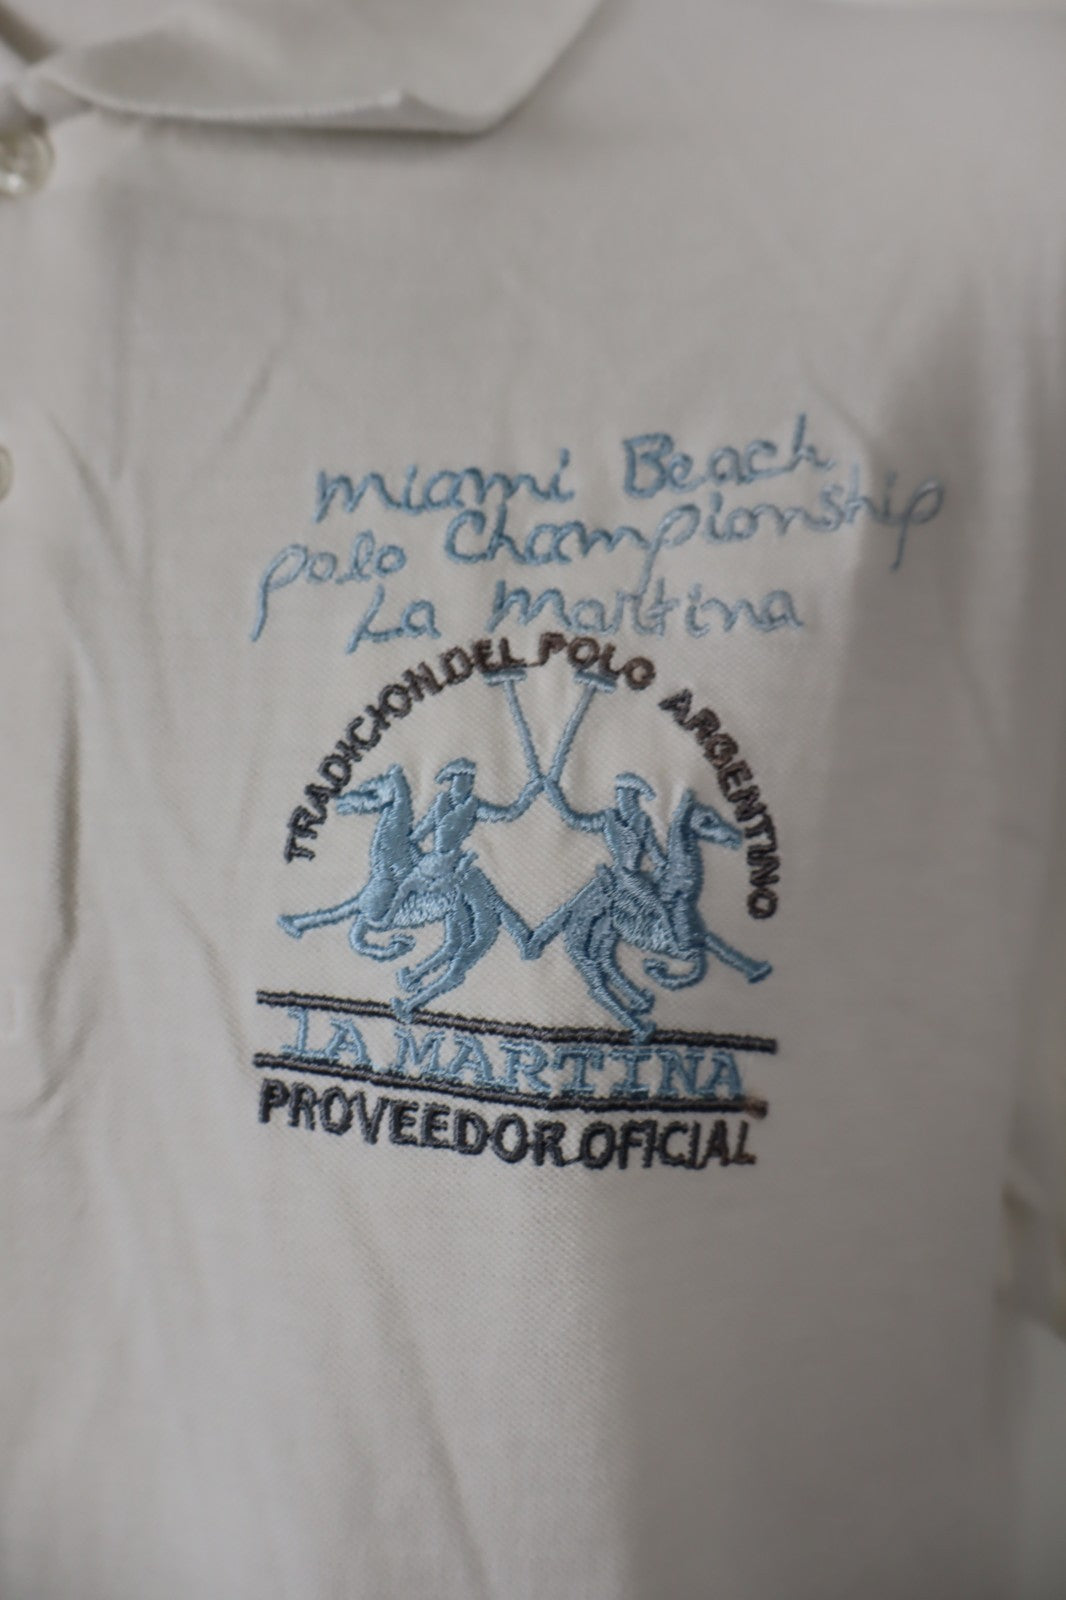 miami Beach
polo Championship
La martina
TRADICION DEL POLO ARGENTINO
LA MARTINA
PROVEEDOR OFICIAL